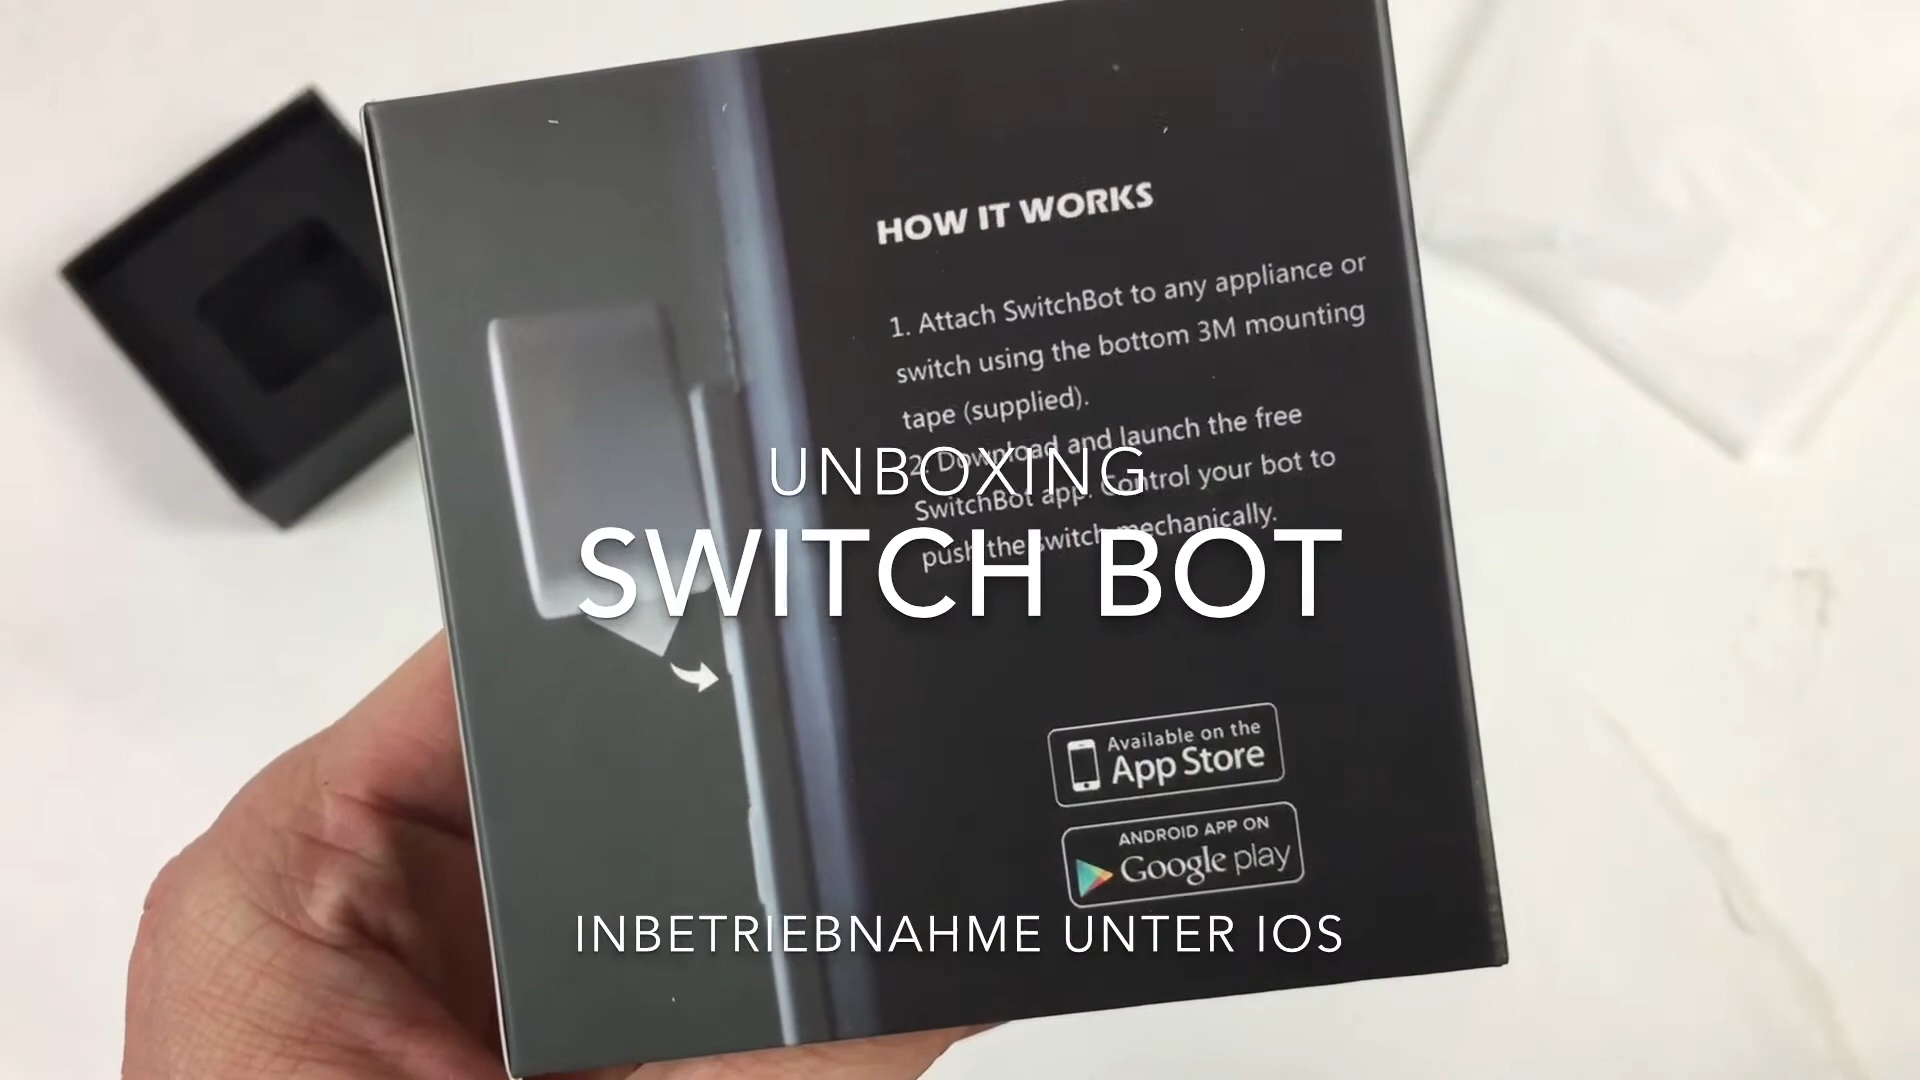 HOW IT WORKS
1. Attach SwitchBot to any appliance or
switch using the bottom 3M mounting
tape (supplied).
2. Download and launch the free
SwitchBot app. Control your bot to
push the switch mechanically.
UNBOXING
SWITCH BOT
Available on the
App Store
ANDROID APP ON
Google play
INBETRIEBNAHME UNTER IOS